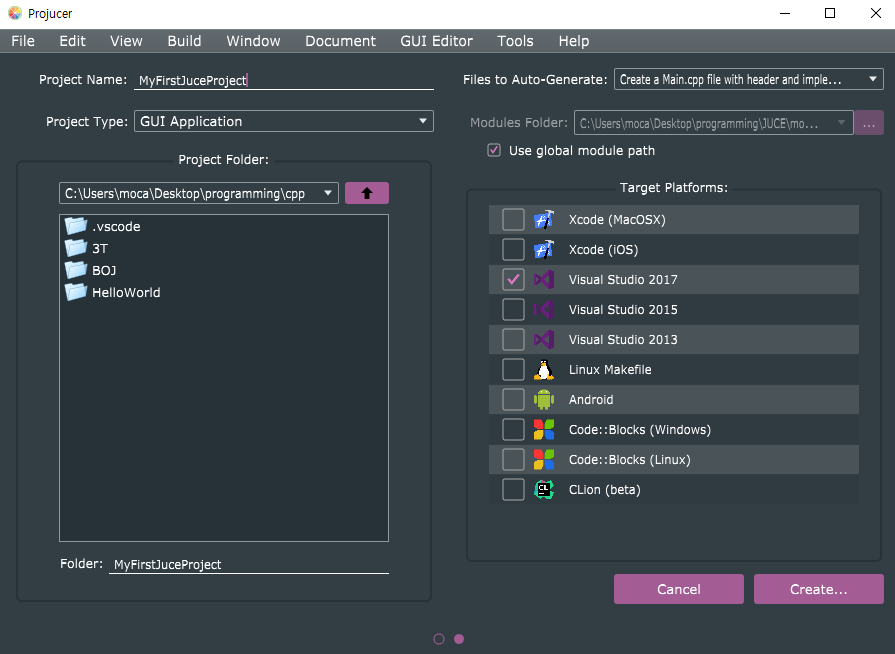 Projucer
File Edit View Build Window Document GUI Editor Tools Help
Project Name: MyFirstJuceProject
Project Type: GUI Application
Project Folder:
C:\Users\moca\Desktop\programming\cpp
.vscode
3T
BOJ
HelloWorld
Folder: MyFirstJuceProject
Files to Auto-Generate: Create a Main.cpp file with header and imple...
Modules Folder: C:\Users\moca\Desktop\programming\JUCE\mo...
...
Use global module path
Target Platforms:
Xcode (MacOSX)
Xcode (iOS)
Visual Studio 2017
Visual Studio 2015
Visual Studio 2013
Linux Makefile
Android
Code::Blocks (Windows)
Code::Blocks (Linux)
CL CLion (beta)
Cancel
Create...